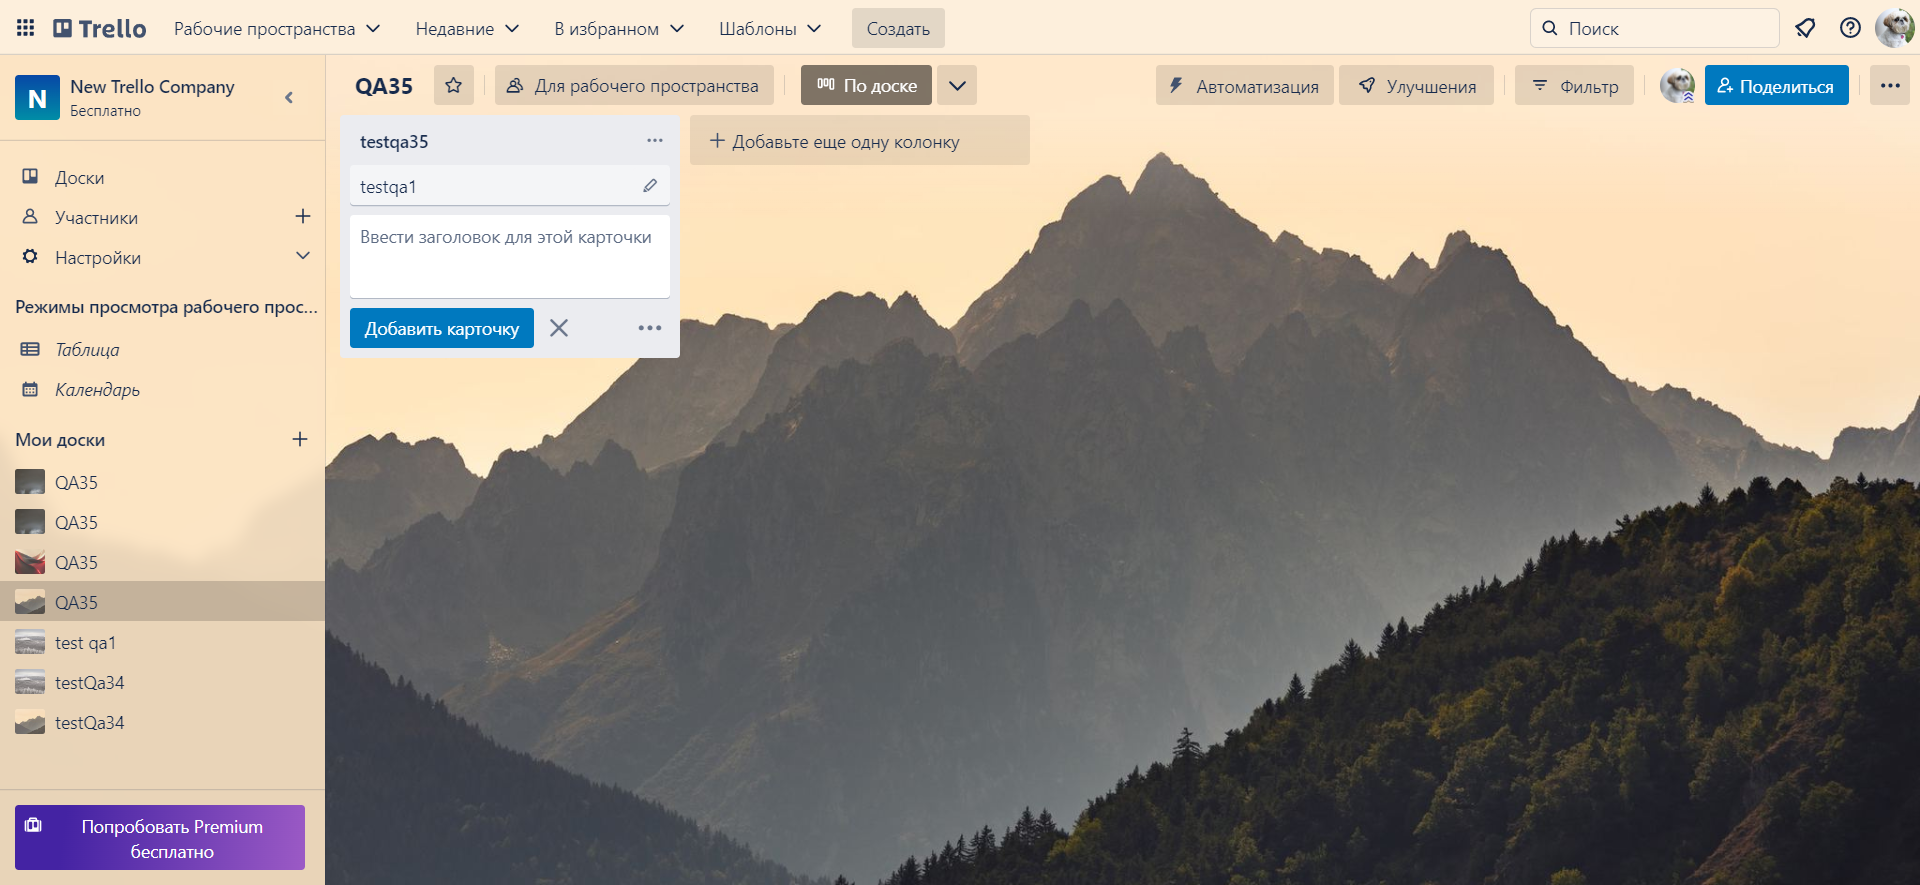 Trello
Рабочие пространства
Недавние
В избранном
Шаблоны
Создать
Поиск
N
New Trello Company
Бесплатно
QA35
Для рабочего пространства
По доске
Автоматизация
Улучшения
Фильтр
Поделиться
Доски
Участники
Настройки
Режимы просмотра рабочего прос...
Таблица
Календарь
Мои доски
QA35
QA35
QA35
QA35
test qa1
testQa34
testQa34
Попробовать Premium
бесплатно
testqa35
testqa1
Ввести заголовок для этой карточки
Добавить карточку
Добавьте еще одну колонку